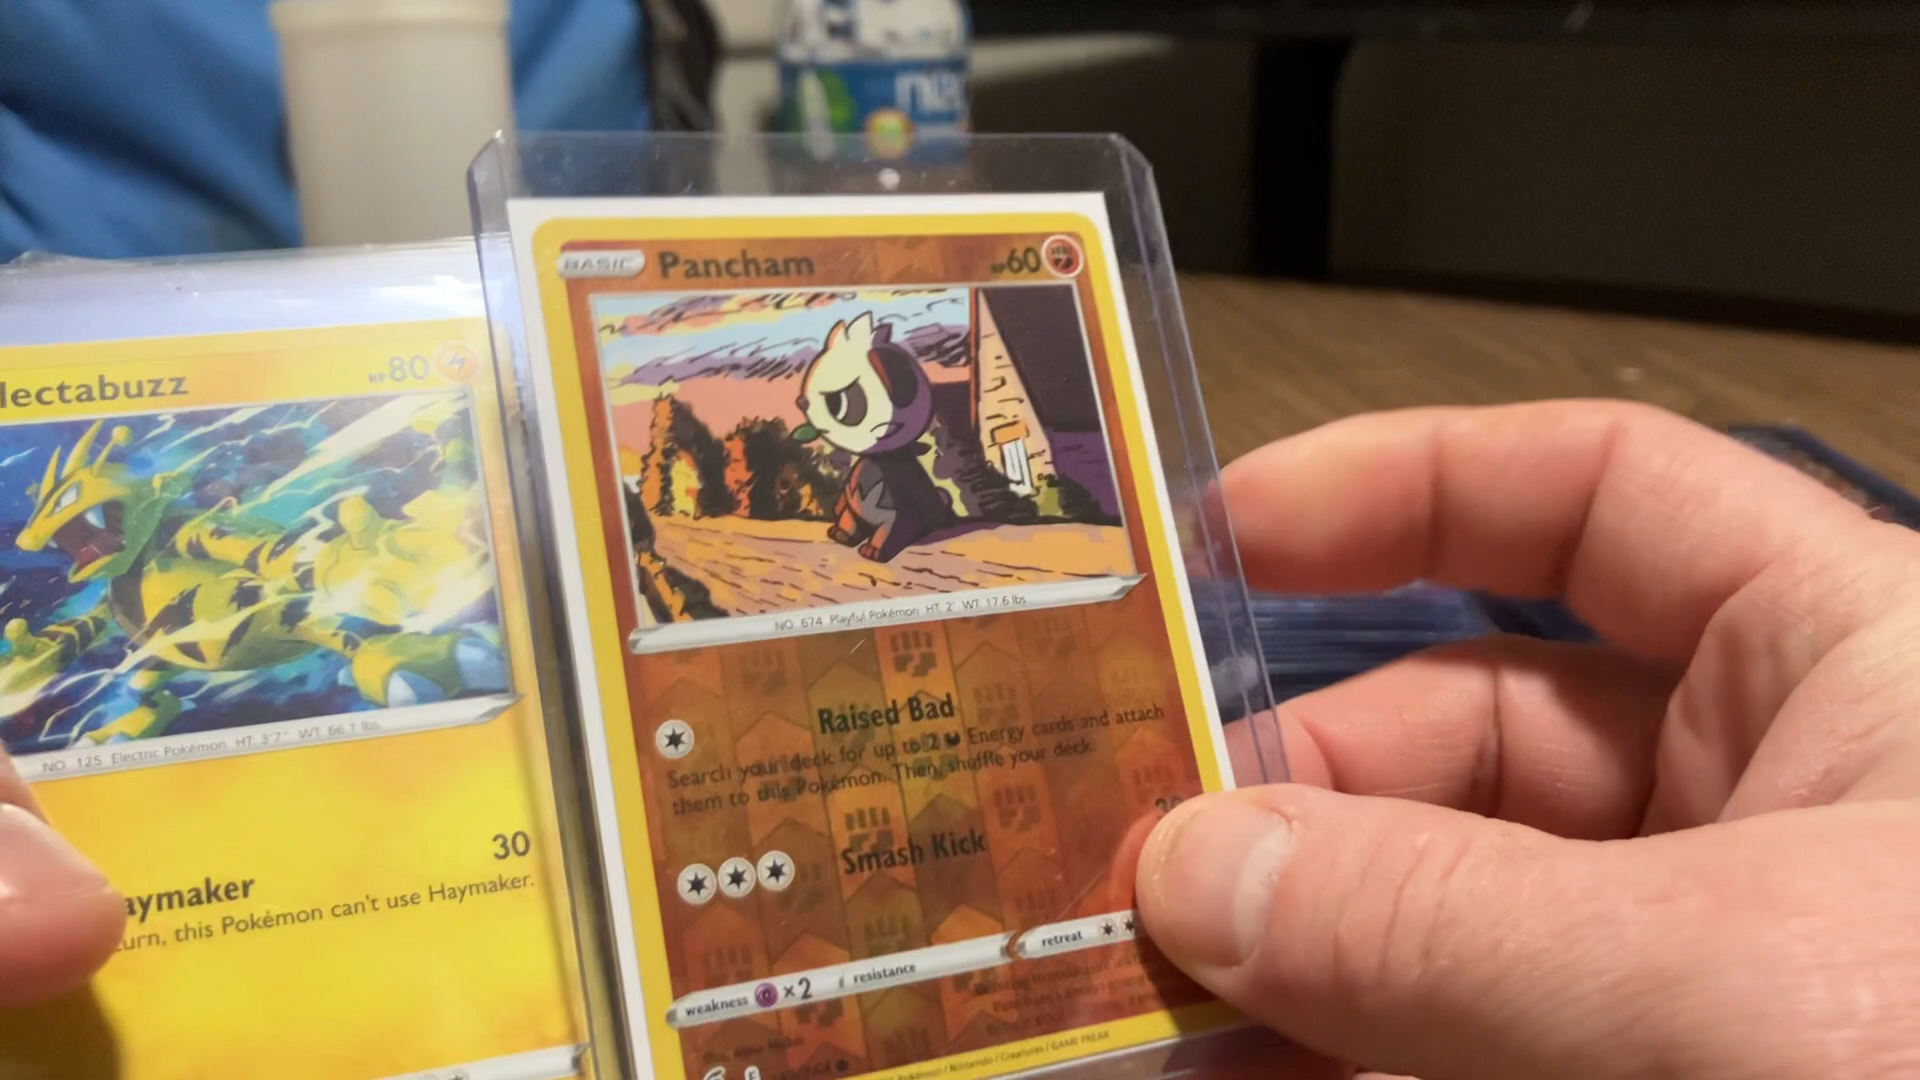 BASIC Pancham HP60
NO. 674 Playful Pokémon HT: 2' WT: 17.6 lbs.
Raised Bad
Search your deck for up to 2 Energy cards and attach
them to this Pokémon. Then, shuffle your deck.
Smash Kick 30
weakness ×2 resistance retreat
Pokémon / Nintendo / Creatures / GAME FREAK
lectabuzz HP80
NO. 125 Electric Pokémon HT: 3'7" WT: 66.1 lbs.
aymaker 30
turn, this Pokémon can't use Haymaker.